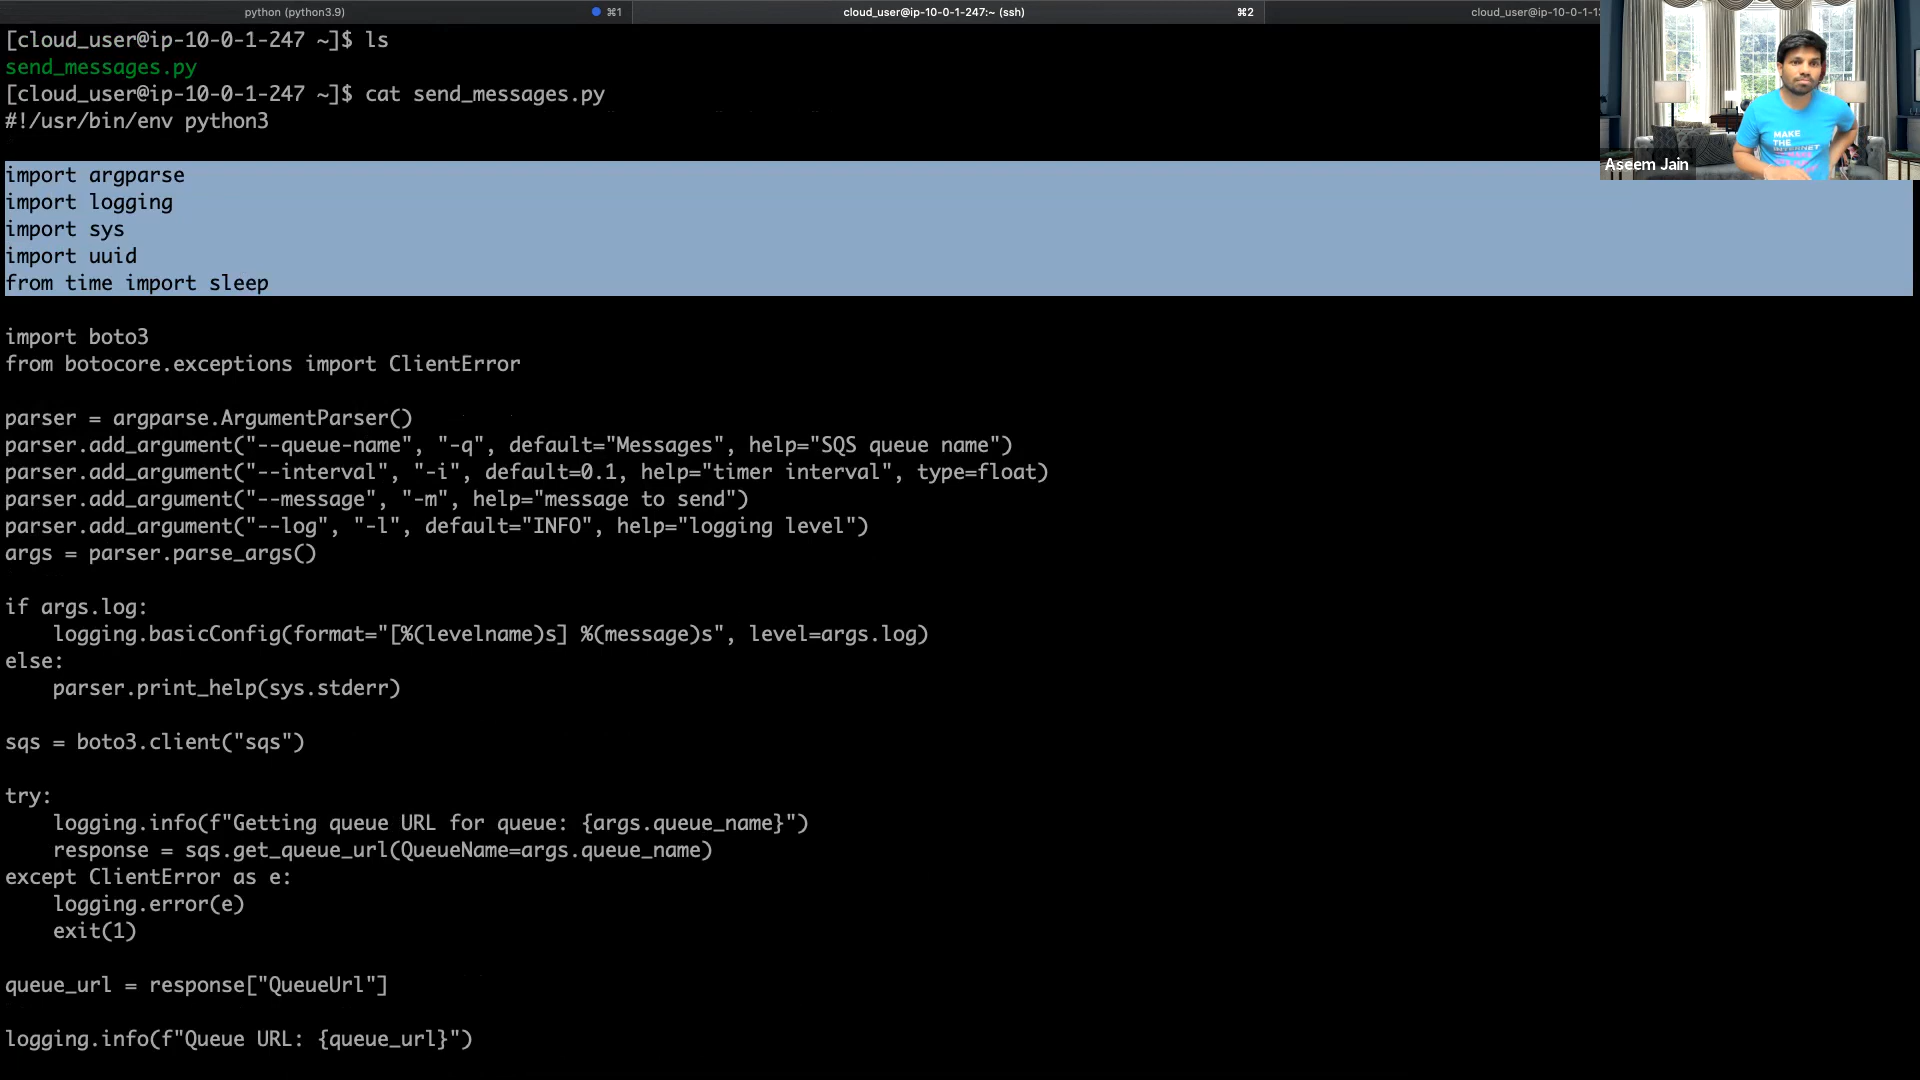 python (python3.9)
⌘1
cloud_user@ip-10-0-1-247:~ (ssh)
⌘2
[cloud_user@ip-10-0-1-247 ~]$ ls
send_messages.py
[cloud_user@ip-10-0-1-247 ~]$ cat send_messages.py
#!/usr/bin/env python3
import argparse
import logging
import sys
import uuid
from time import sleep
import boto3
from botocore.exceptions import ClientError
parser = argparse.ArgumentParser()
parser.add_argument("--queue-name", "-q", default="Messages", help="SQS queue name")
parser.add_argument("--interval", "-i", default=0.1, help="timer interval", type=float)
parser.add_argument("--message", "-m", help="message to send")
parser.add_argument("--log", "-l", default="INFO", help="logging level")
args = parser.parse_args()
if args.log:
    logging.basicConfig(format="[%(levelname)s] %(message)s", level=args.log)
else:
    parser.print_help(sys.stderr)
sqs = boto3.client("sqs")
try:
    logging.info(f"Getting queue URL for queue: {args.queue_name}")
    response = sqs.get_queue_url(QueueName=args.queue_name)
except ClientError as e:
    logging.error(e)
    exit(1)
queue_url = response["QueueUrl"]
logging.info(f"Queue URL: {queue_url}")
MAKE
THE
INTERNET
Aseem Jain